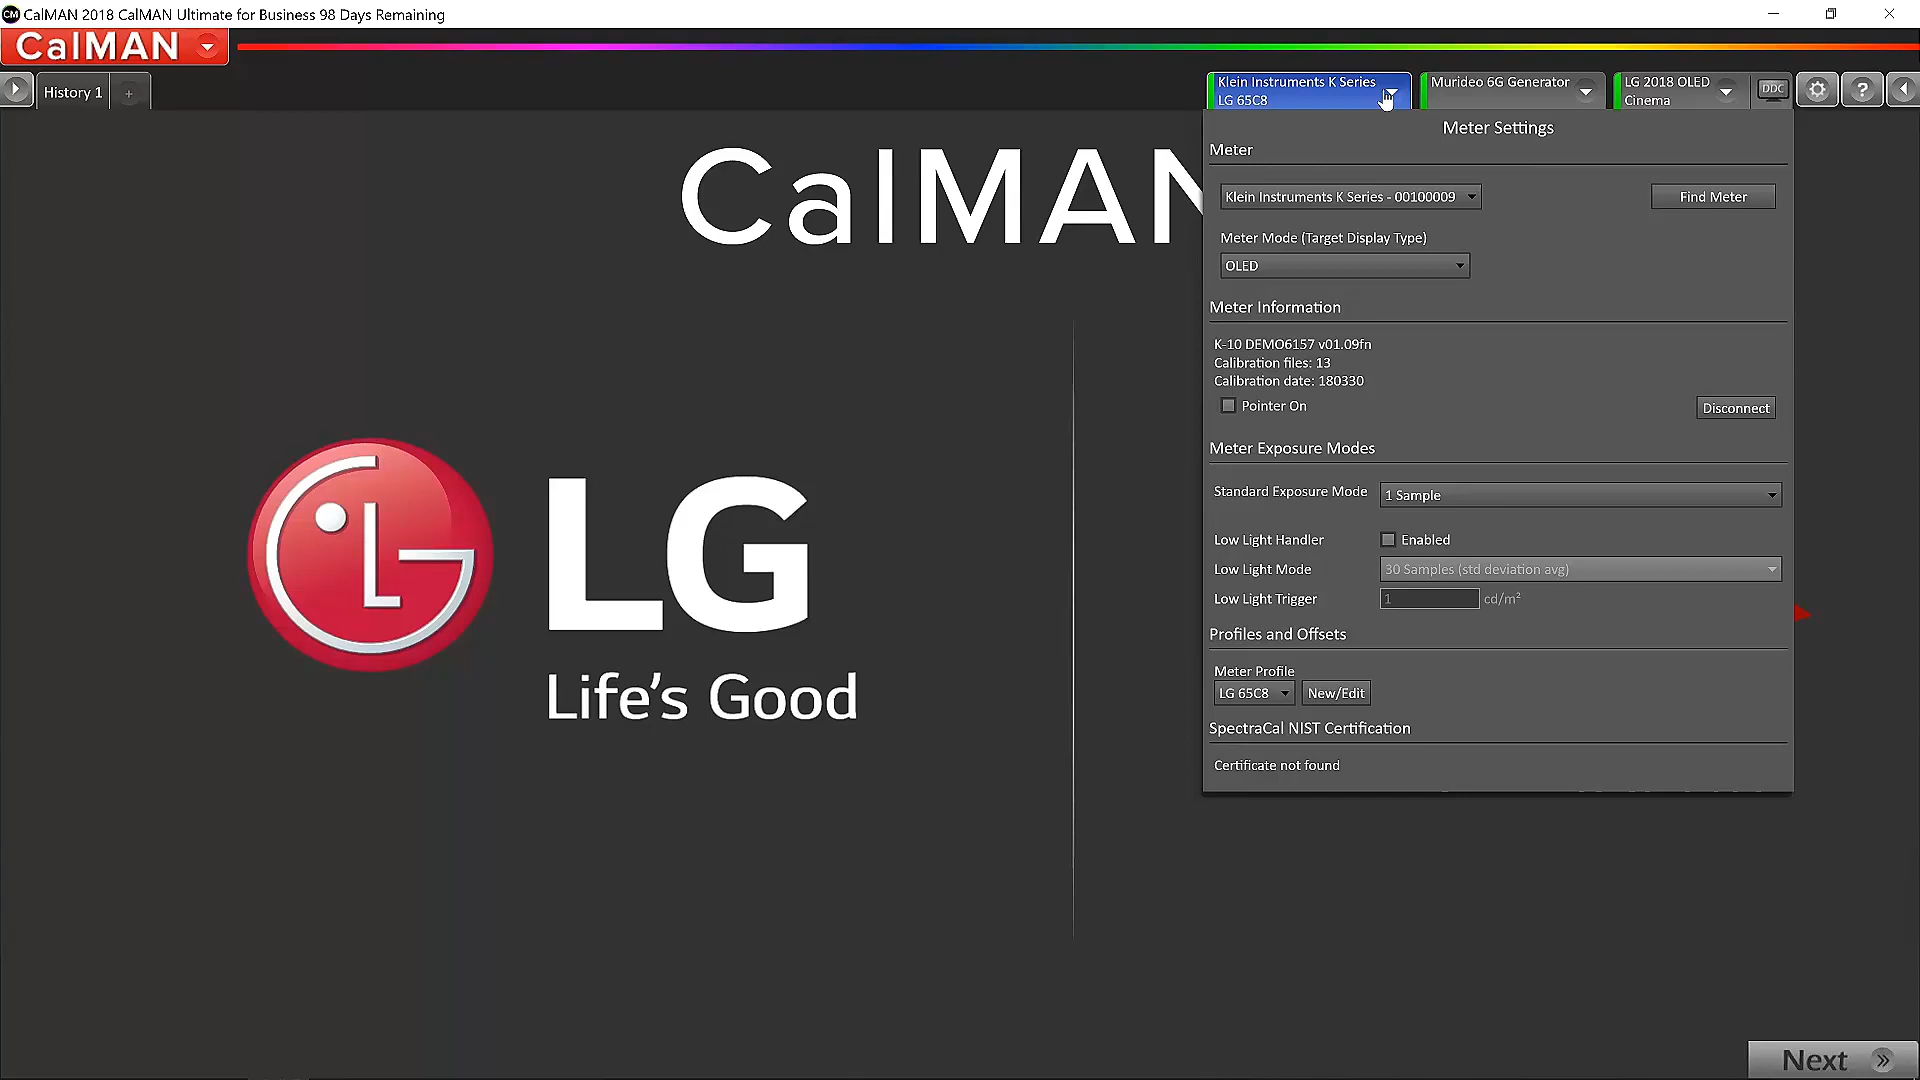 CalMAN 2018 CalMAN Ultimate for Business 98 Days Remaining
CalMAN
History 1
+
Klein Instruments K Series
LG 65C8
Murideo 6G Generator
LG 2018 OLED
Cinema
DDC
?
CalMAN
Meter Settings
Meter
Klein Instruments K Series - 00100009
Find Meter
Meter Mode (Target Display Type)
OLED
Meter Information
K-10 DEMO6157 v01.09fn
Calibration files: 13
Calibration date: 180330
Pointer On
Disconnect
Meter Exposure Modes
Standard Exposure Mode
1 Sample
Low Light Handler
Enabled
Low Light Mode
30 Samples (std deviation avg)
Low Light Trigger
1
cd/m²
Profiles and Offsets
Meter Profile
LG 65C8
New/Edit
SpectraCal NIST Certification
Certificate not found
LG
Life's Good
Next